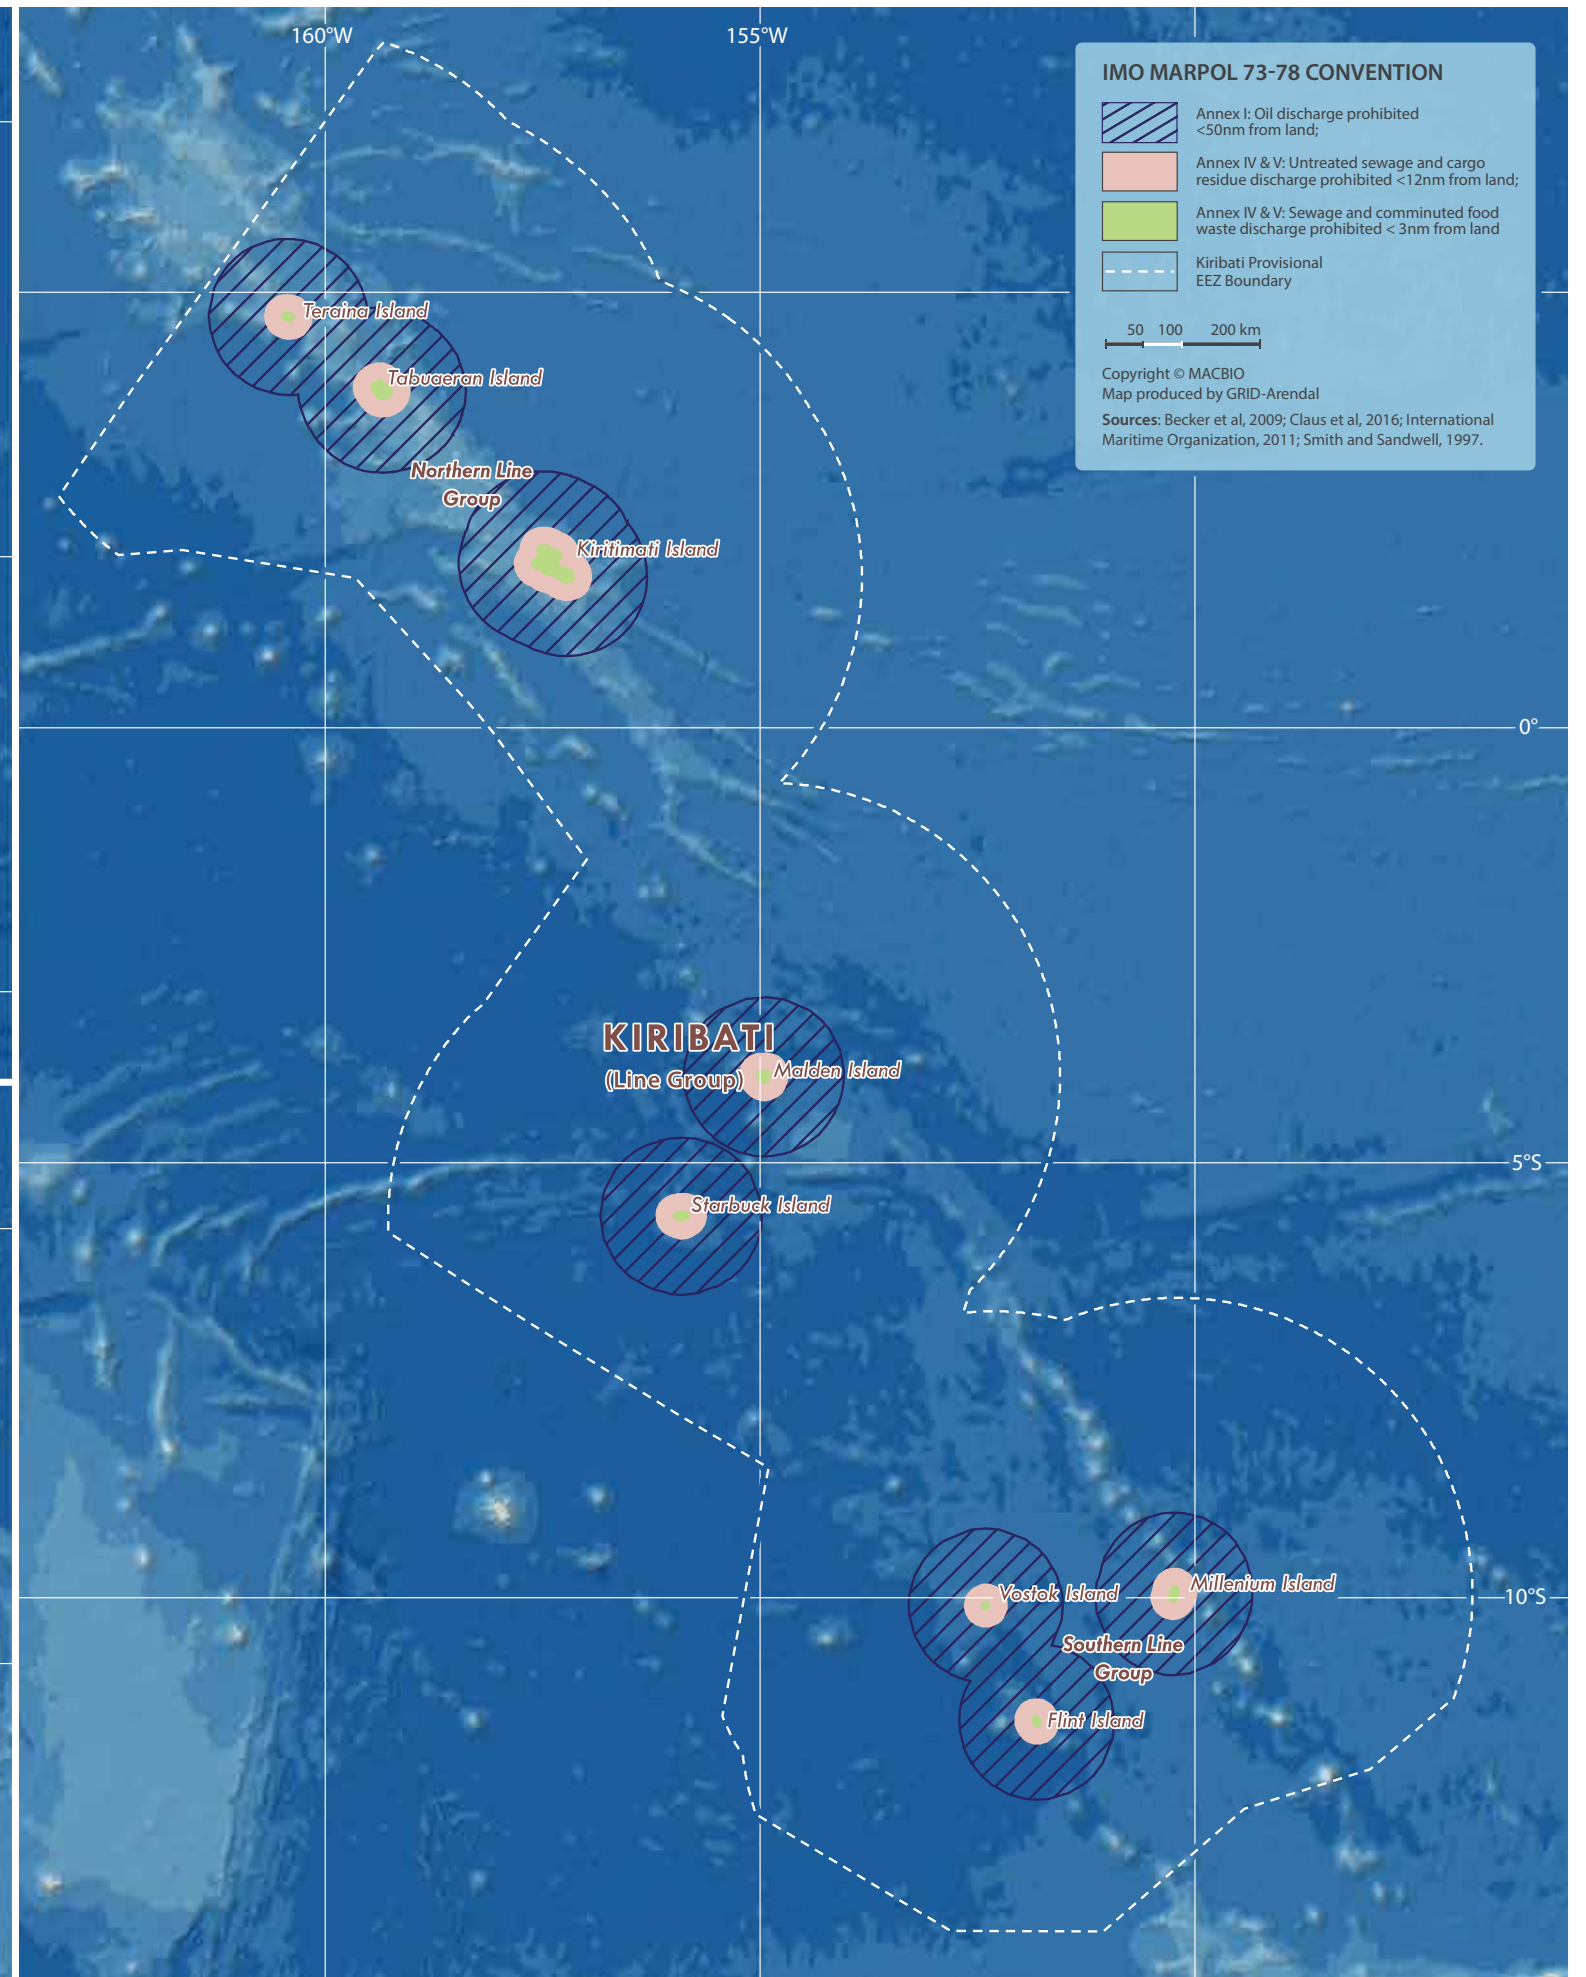 160°W
155°W
IMO MARPOL 73-78 CONVENTION
Annex I: Oil discharge prohibited
<50nm from land;
Annex IV & V: Untreated sewage and cargo
residue discharge prohibited <12nm from land;
Annex IV & V: Sewage and comminuted food
waste discharge prohibited < 3nm from land
Kiribati Provisional
EEZ Boundary
50 100 200 km
Copyright © MACBIO
Map produced by GRID-Arendal
Sources: Becker et al, 2009; Claus et al, 2016; International
Maritime Organization, 2011; Smith and Sandwell, 1997.
Teraina Island
Tabuaeran Island
Northern Line
Group
Kiritimati Island
0°
KIRIBATI
(Line Group)
Malden Island
5°S
Starbuck Island
Vostok Island
Millenium Island
10°S
Southern Line
Group
Flint Island